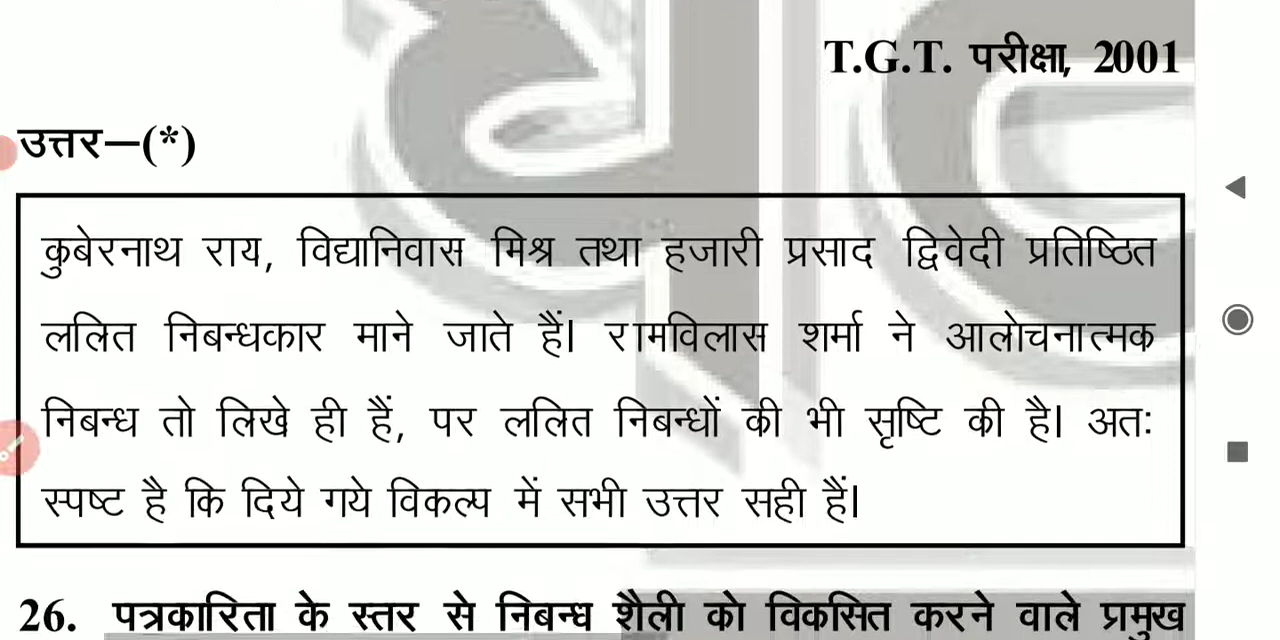 T.G.T. परीक्षा, 2001
उत्तर–(*)
कुबेरनाथ राय, विद्यानिवास मिश्र तथा हजारी प्रसाद द्विवेदी प्रतिष्ठित
ललित निबन्धकार माने जाते हैं। रामविलास शर्मा ने आलोचनात्मक
निबन्ध तो लिखे ही हैं, पर ललित निबन्धों की भी सृष्टि की है। अतः
स्पष्ट है कि दिये गये विकल्प में सभी उत्तर सही हैं।
26. पत्रकारिता के स्तर से निबन्ध शैली को विकसित करने वाले प्रमुख